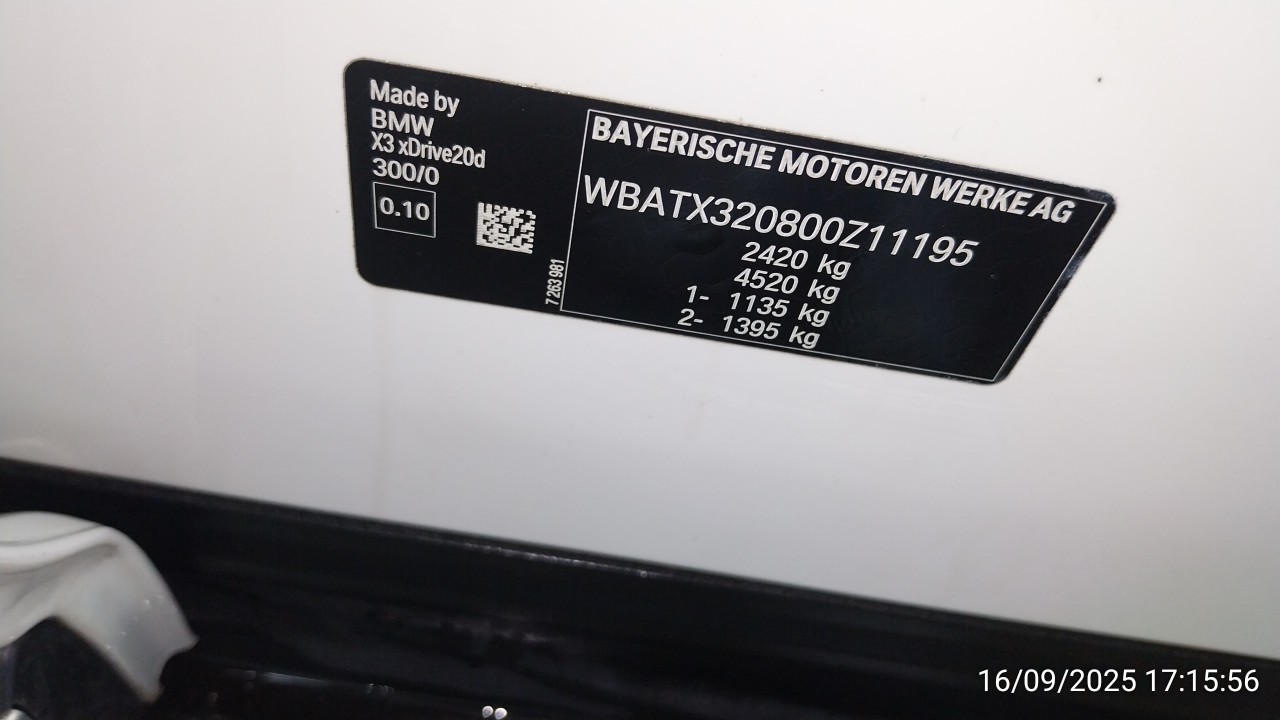 Made by
BMW
X3 xDrive20d
300/0
0.10
7 263 981
BAYERISCHE MOTOREN WERKE AG
WBATX320800Z11195
2420 kg
4520 kg
1- 1135 kg
2- 1395 kg
16/09/2025 17:15:56